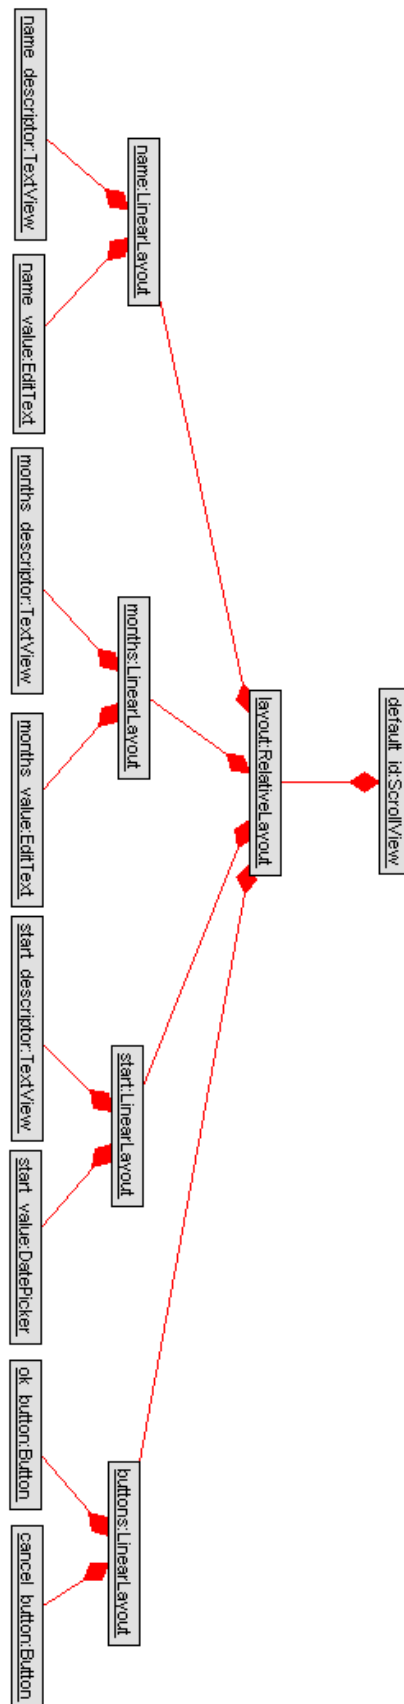 default_id:ScrollView
layout:RelativeLayout
name:LinearLayout
months:LinearLayout
start:LinearLayout
buttons:LinearLayout
name_descriptor:TextView
name_value:EditText
months_descriptor:TextView
months_value:EditText
start_descriptor:TextView
start_value:DatePicker
ok_button:Button
cancel_button:Button